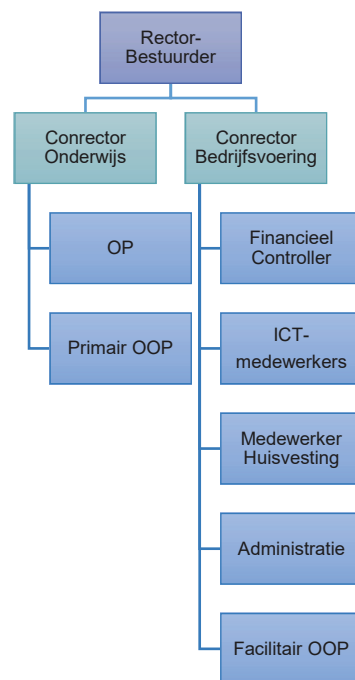 Rector-
Bestuurder
Conrector
Onderwijs
Conrector
Bedrijfsvoering
OP
Primair OOP
Financieel
Controller
ICT-
medewerkers
Medewerker
Huisvesting
Administratie
Facilitair OOP